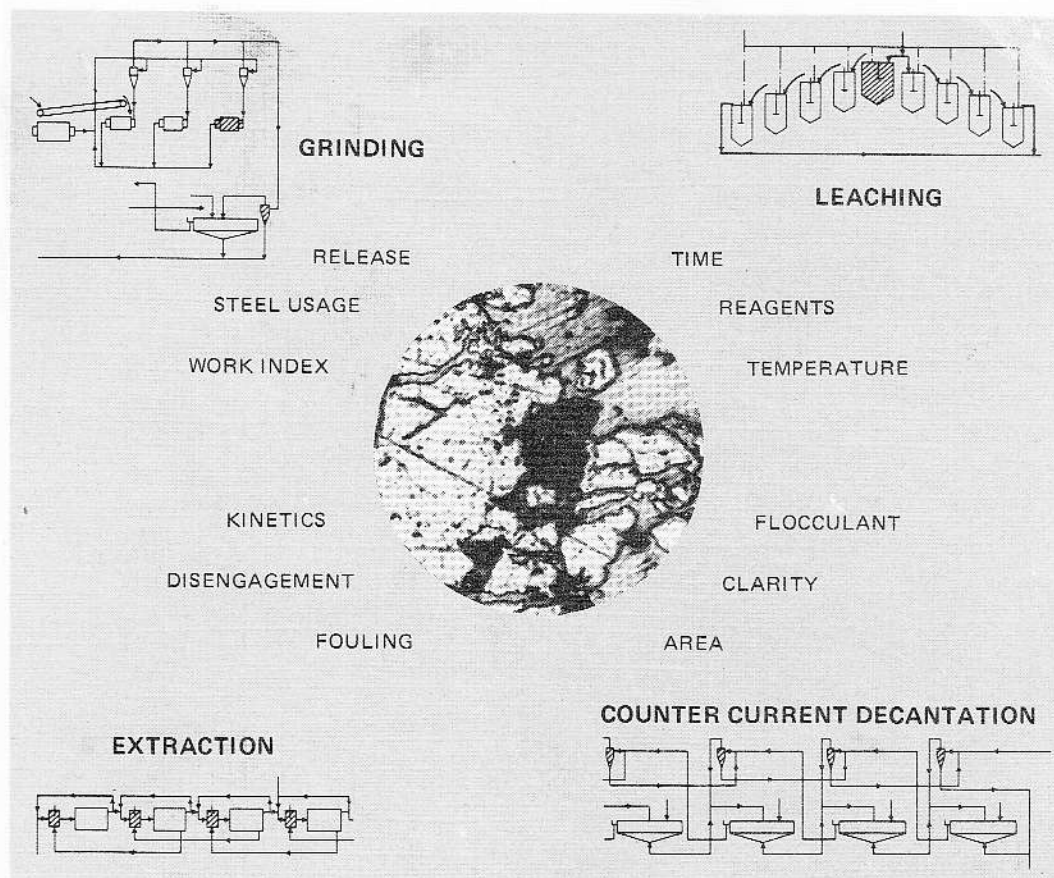 GRINDING
LEACHING
RELEASE
TIME
STEEL USAGE
REAGENTS
WORK INDEX
TEMPERATURE
KINETICS
FLOCCULANT
DISENGAGEMENT
CLARITY
FOULING
AREA
COUNTER CURRENT DECANTATION
EXTRACTION